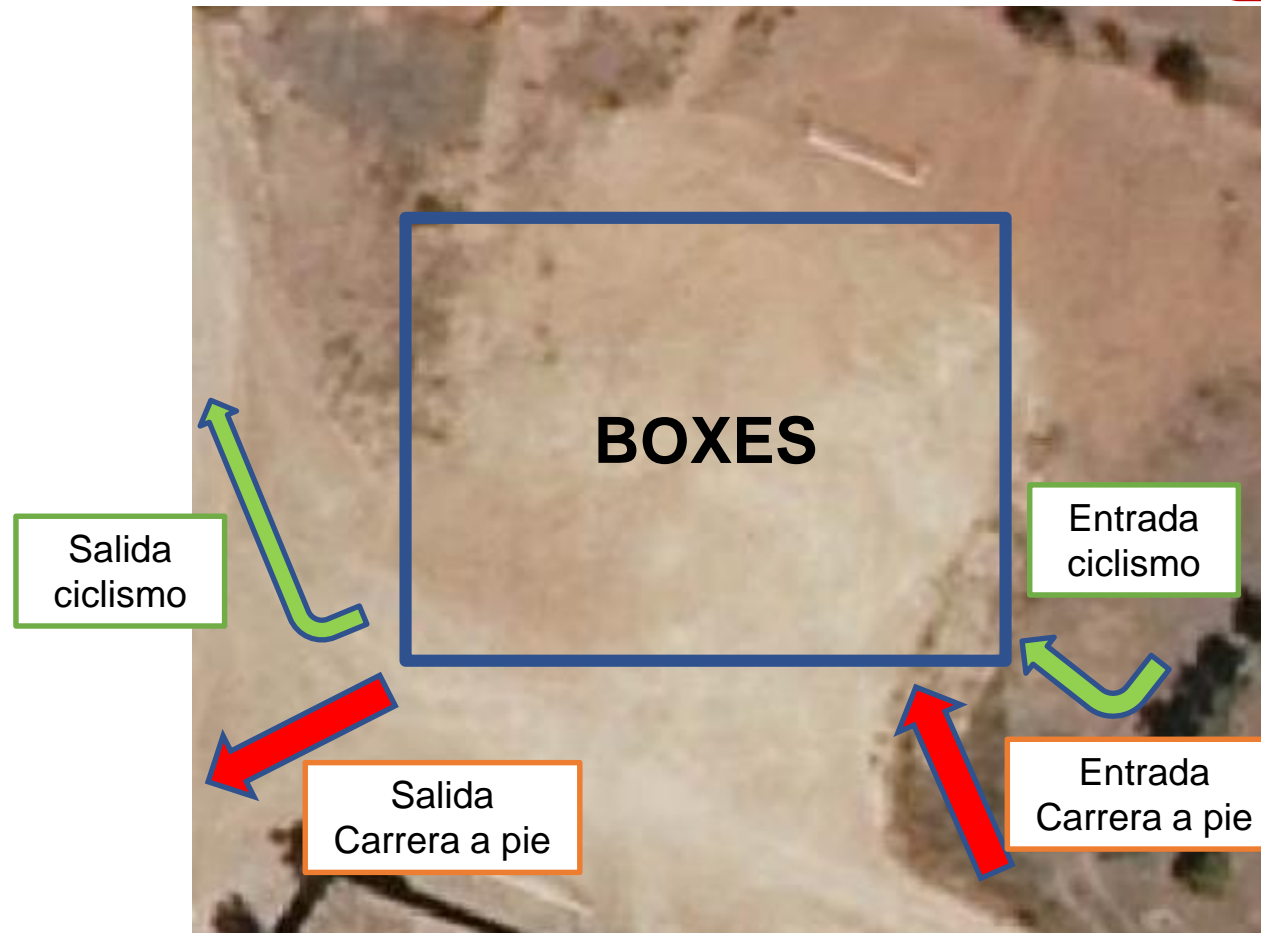 BOXES
Salida
ciclismo
Entrada
ciclismo
Salida
Carrera a pie
Entrada
Carrera a pie